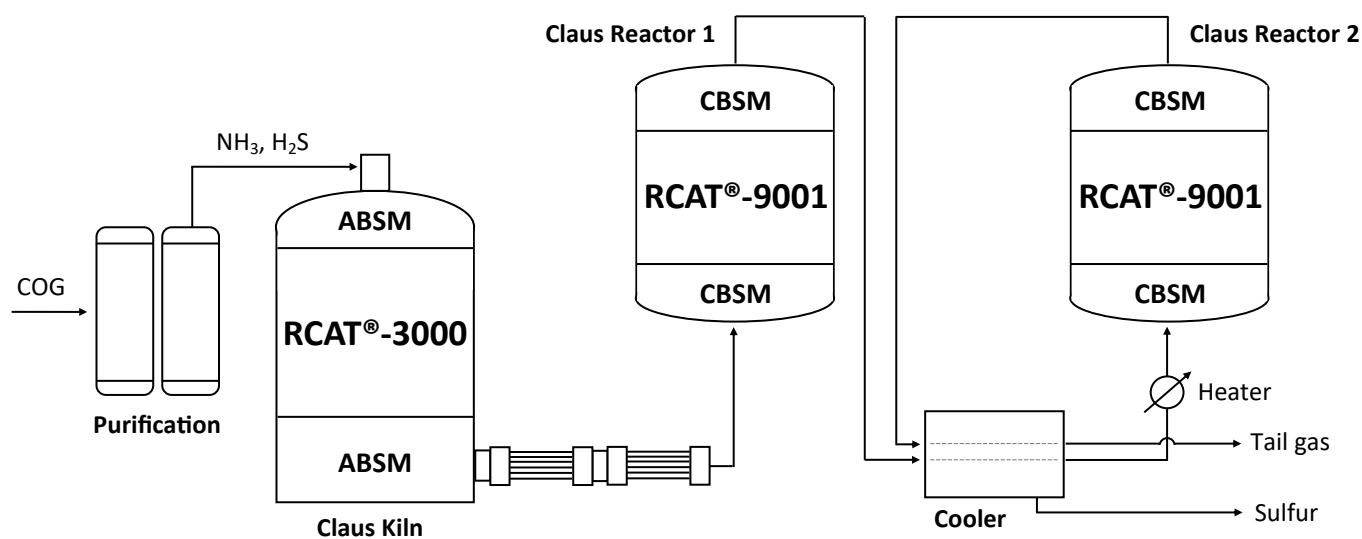 Claus Reactor 1
Claus Reactor 2
CBSM
CBSM
NH₃, H₂S
RCAT®-9001
RCAT®-9001
ABSM
COG
CBSM
CBSM
RCAT®-3000
Heater
Purification
Tail gas
ABSM
Sulfur
Cooler
Claus Kiln